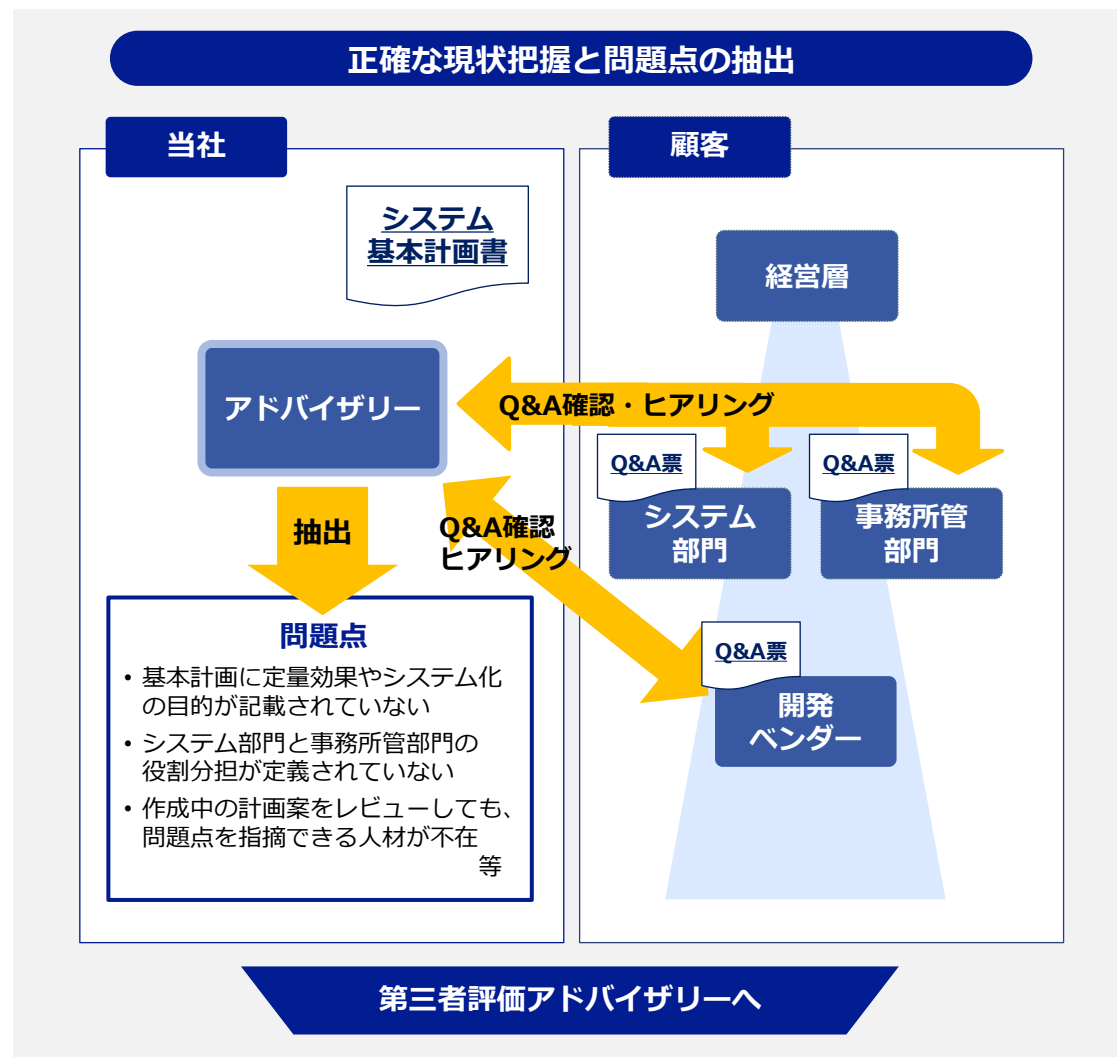 正確な現状把握と問題点の抽出
当社
顧客
システム
基本計画書
経営層
アドバイザリー
Q&A確認・ヒアリング
Q&A票
Q&A票
システム
部門
事務所管
部門
抽出
Q&A確認
ヒアリング
Q&A票
開発
ベンダー
問題点
・基本計画に定量効果やシステム化
の目的が記載されていない
・システム部門と事務所管部門の
役割分担が定義されていない
・作成中の計画案をレビューしても、
問題点を指摘できる人材が不在
等
第三者評価アドバイザリーへ